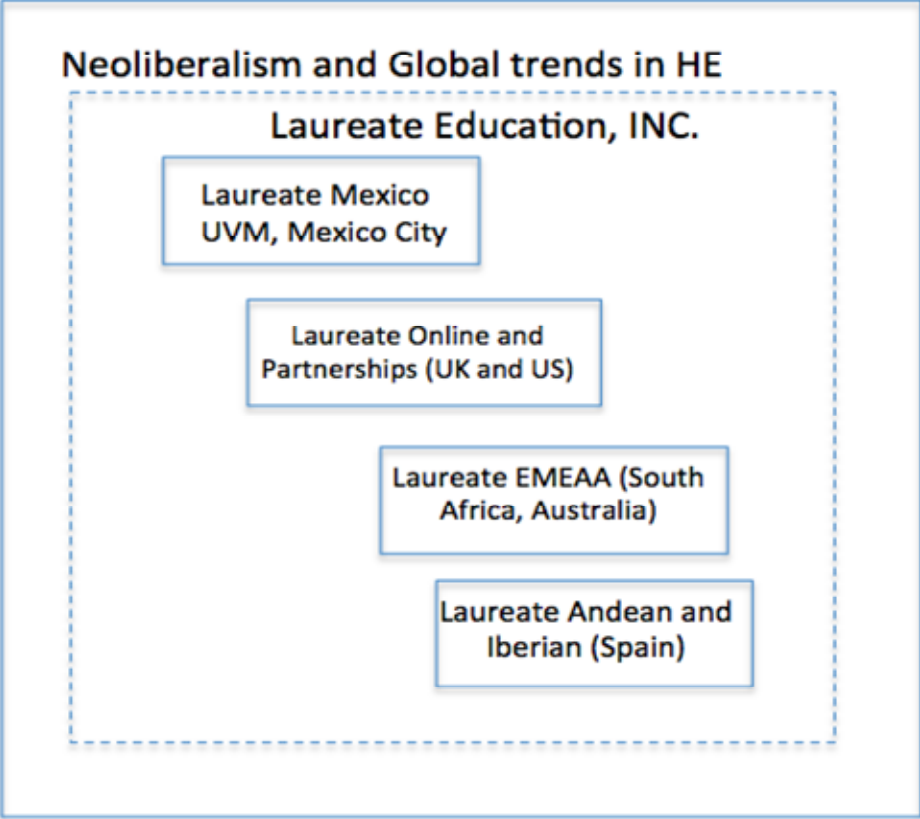 Neoliberalism and Global trends in HE
Laureate Education, INC.
Laureate Mexico
UVM, Mexico City
Laureate Online and
Partnerships (UK and US)
Laureate EMEAA (South
Africa, Australia)
Laureate Andean and
Iberian (Spain)